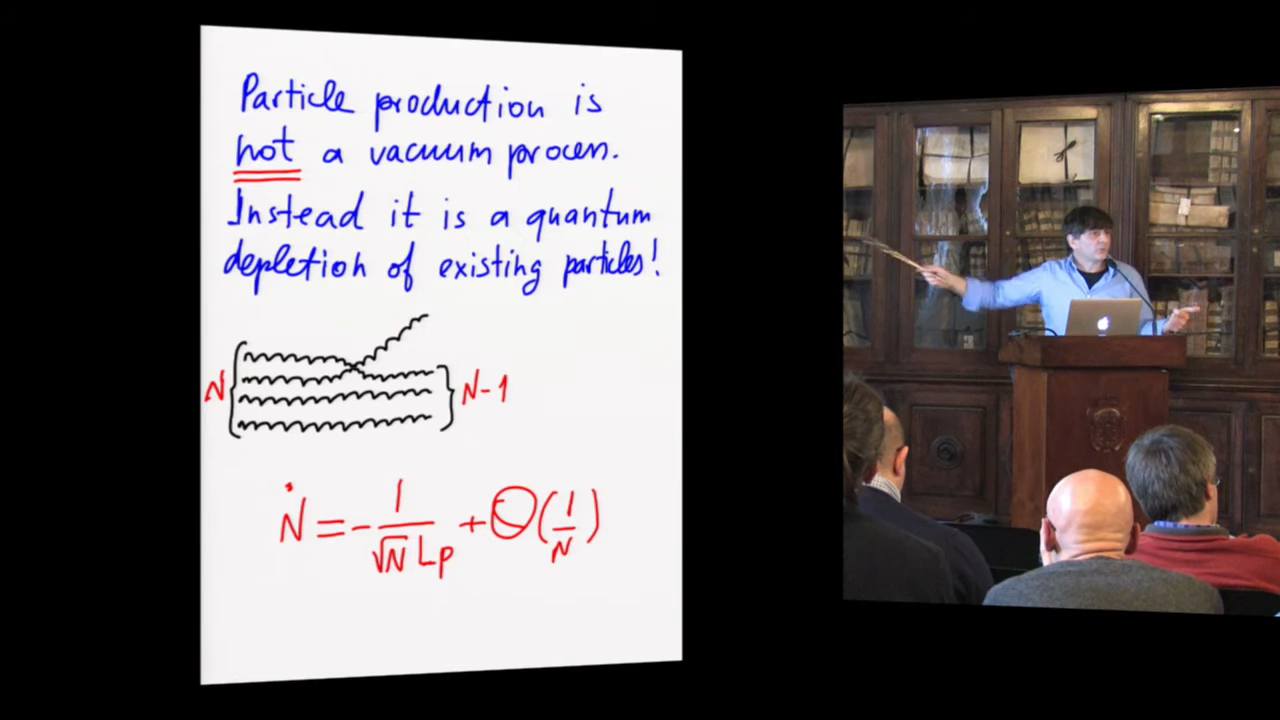 Particle production is
not a vacuum process.
Instead it is a quantum
depletion of existing particles!
N
N-1
Ṅ = - 1/(√N Lp) + O(1/N)